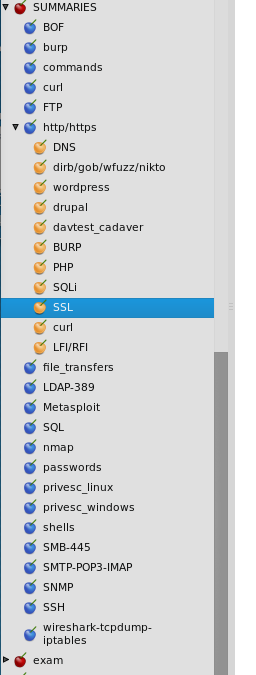 SUMMARIES
BOF
burp
commands
curl
FTP
http/https
DNS
dirb/gob/wfuzz/nikto
wordpress
drupal
davtest_cadaver
BURP
PHP
SQLi
SSL
curl
LFI/RFI
file_transfers
LDAP-389
Metasploit
SQL
nmap
passwords
privesc_linux
privesc_windows
shells
SMB-445
SMTP-POP3-IMAP
SNMP
SSH
wireshark-tcpdump-
iptables
exam